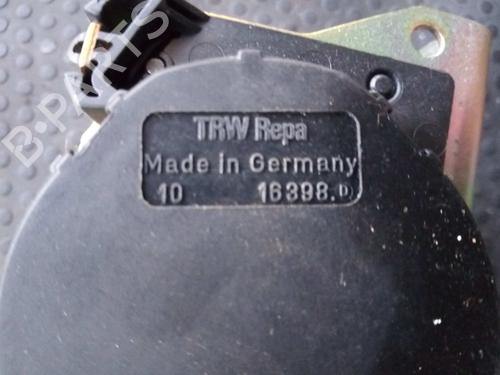 B-PARTS
TRW Repa
Made in Germany
10 16398.D